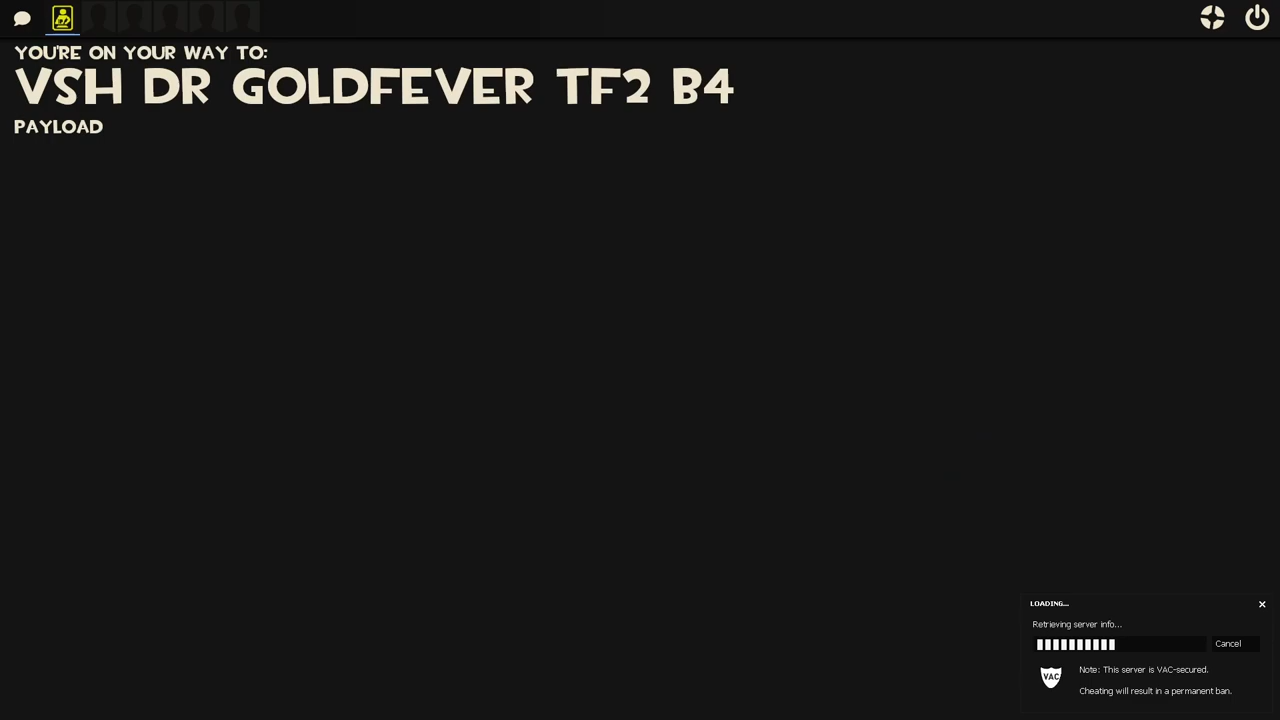 YOU'RE ON YOUR WAY TO:
VSH DR GOLDFEVER TF2 B4
PAYLOAD
LOADING...
Retrieving server info...
Cancel
VAC
Note: This server is VAC-secured.
Cheating will result in a permanent ban.